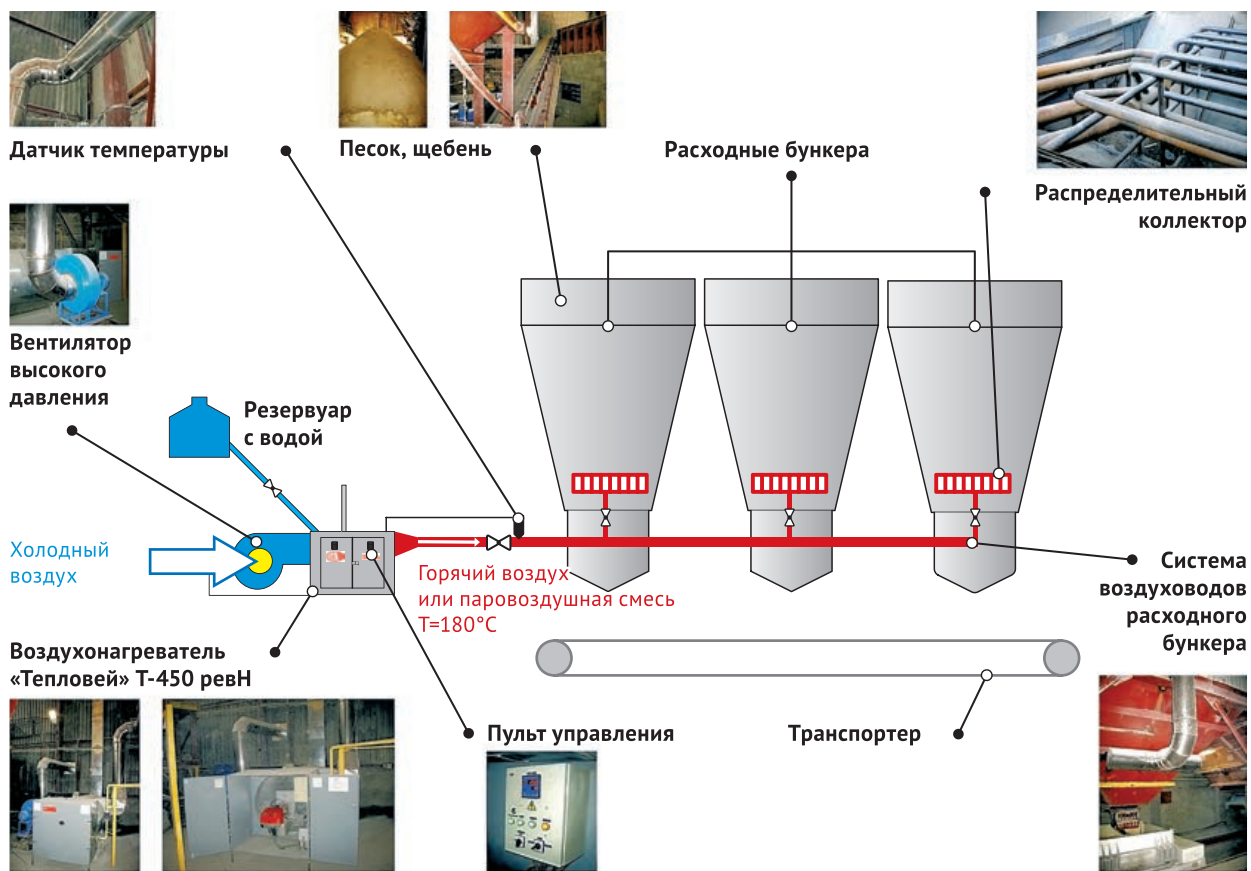 Датчик температуры
Песок, щебень
Расходные бункера
Распределительный
коллектор
Вентилятор
высокого
давления
Резервуар
с водой
Холодный
воздух
Горячий воздух
или паровоздушная смесь
T=180°C
Система
воздуховодов
расходного
бункера
Воздухонагреватель
«Тепловей» Т-450 ревН
Пульт управления
Транспортер